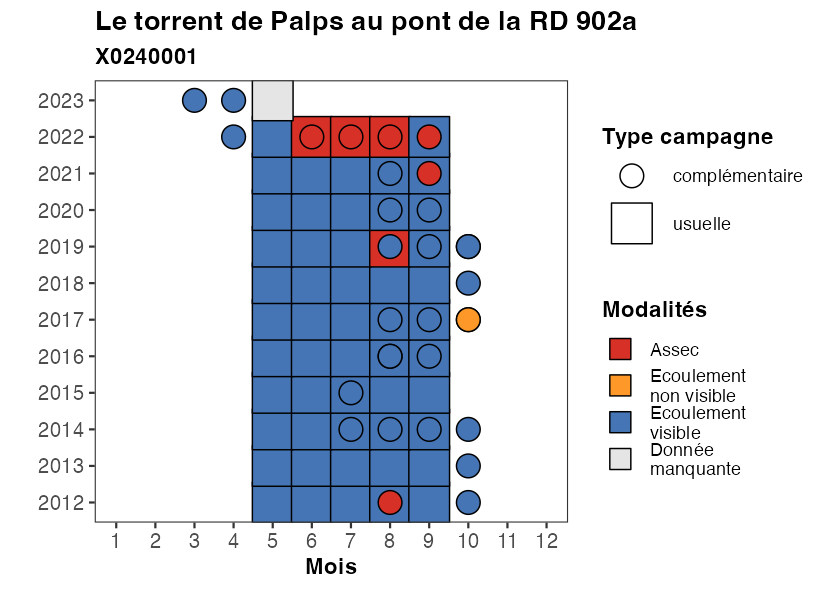 Le torrent de Palps au pont de la RD 902a
X0240001
2023
2022
2021
2020
2019
2018
2017
2016
2015
2014
2013
2012
1 2 3 4 5 6 7 8 9 10 11 12
Mois
Type campagne
complémentaire
usuelle
Modalités
Assec
Ecoulement
non visible
Ecoulement
visible
Donnée
manquante